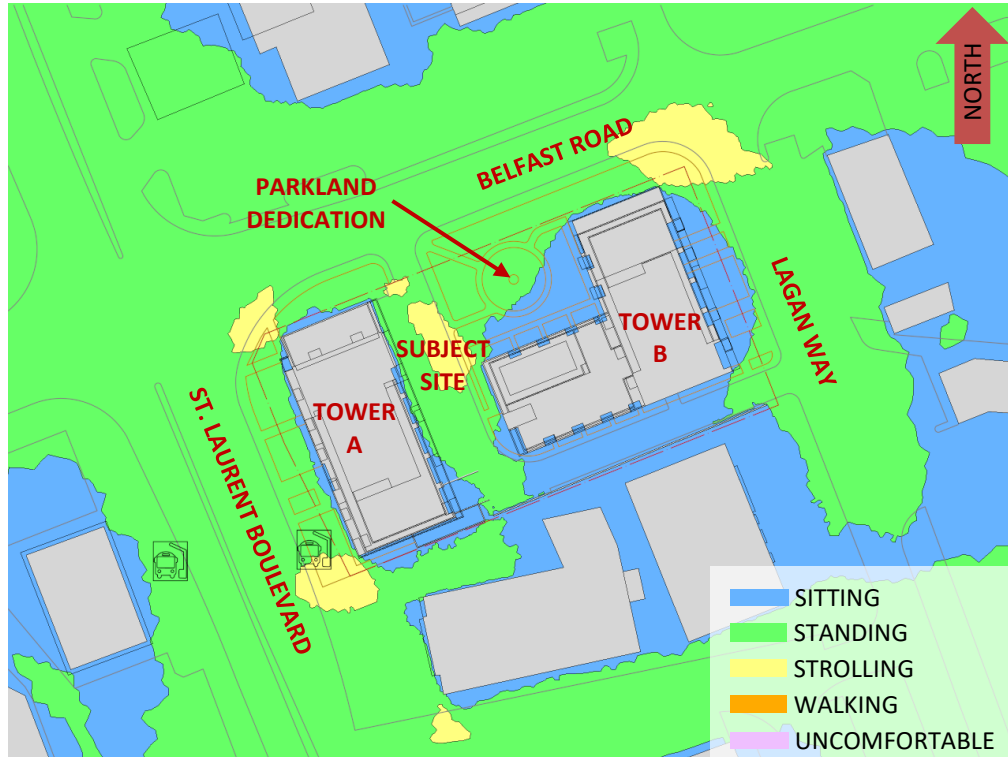 NORTH
BELFAST ROAD
PARKLAND
DEDICATION
LAGAN WAY
SUBJECT
SITE
TOWER
B
TOWER
A
ST. LAURENT BOULEVARD
SITTING
STANDING
STROLLING
WALKING
UNCOMFORTABLE